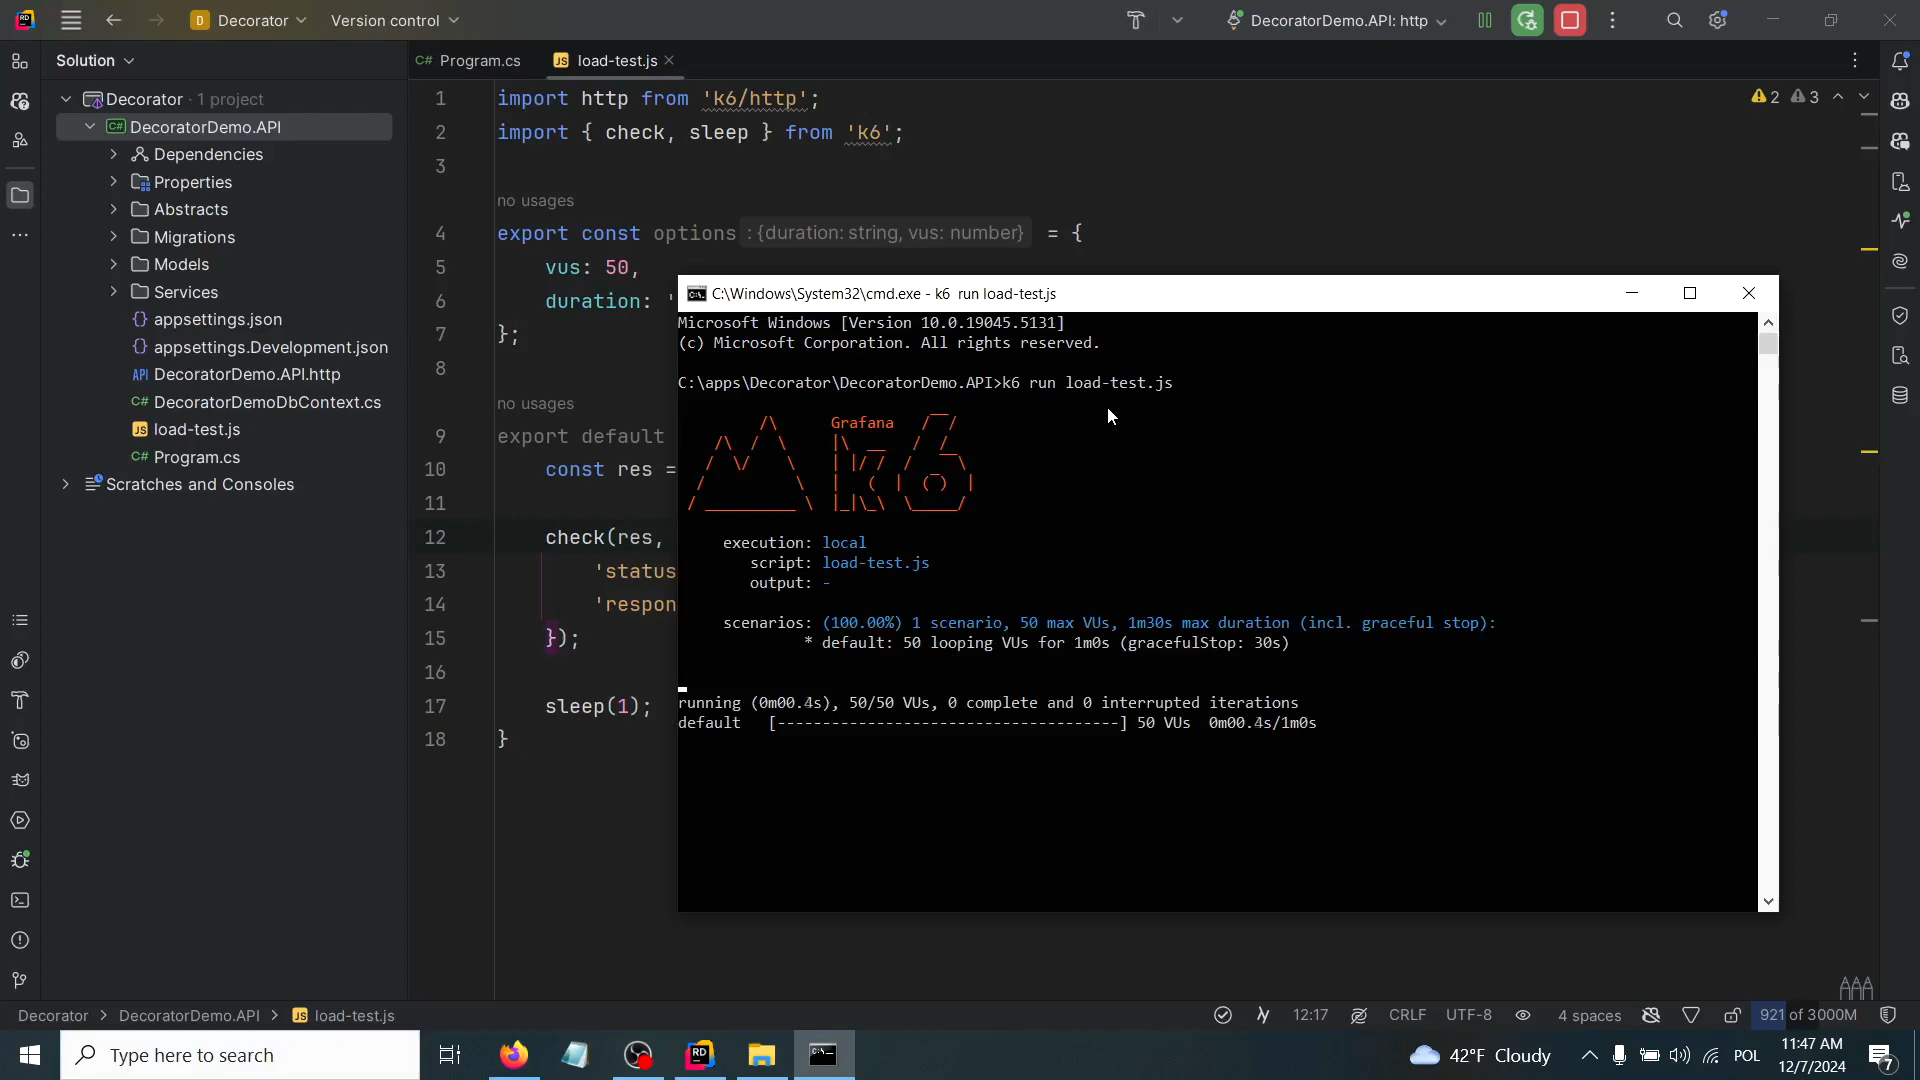 Decorator
Version control
DecoratorDemo.API: http
Solution
Program.cs
load-test.js
Decorator · 1 project
DecoratorDemo.API
Dependencies
Properties
Abstracts
Migrations
Models
Services
appsettings.json
appsettings.Development.json
DecoratorDemo.API.http
DecoratorDemoDbContext.cs
load-test.js
Program.cs
Scratches and Consoles
2 3
1 import http from 'k6/http';
2 import { check, sleep } from 'k6';
3
no usages
4 export const options : {duration: string, vus: number} = {
5 vus: 50,
6 duration: '
7 };
8
no usages
9 export default
10 const res =
11
12 check(res,
13 'status
14 'respon
15 });
16
17 sleep(1);
18 }
C:\Windows\System32\cmd.exe - k6 run load-test.js
Microsoft Windows [Version 10.0.19045.5131]
(c) Microsoft Corporation. All rights reserved.
C:\apps\Decorator\DecoratorDemo.API>k6 run load-test.js
Grafana
k6
execution: local
script: load-test.js
output: -
scenarios: (100.00%) 1 scenario, 50 max VUs, 1m30s max duration (incl. graceful stop):
* default: 50 looping VUs for 1m0s (gracefulStop: 30s)
running (0m00.4s), 50/50 VUs, 0 complete and 0 interrupted iterations
default [--------------------------------------] 50 VUs 0m00.4s/1m0s
Decorator > DecoratorDemo.API > load-test.js
12:17 CRLF UTF-8 4 spaces 921 of 3000M
Type here to search
42°F Cloudy
POL
11:47 AM
12/7/2024
7